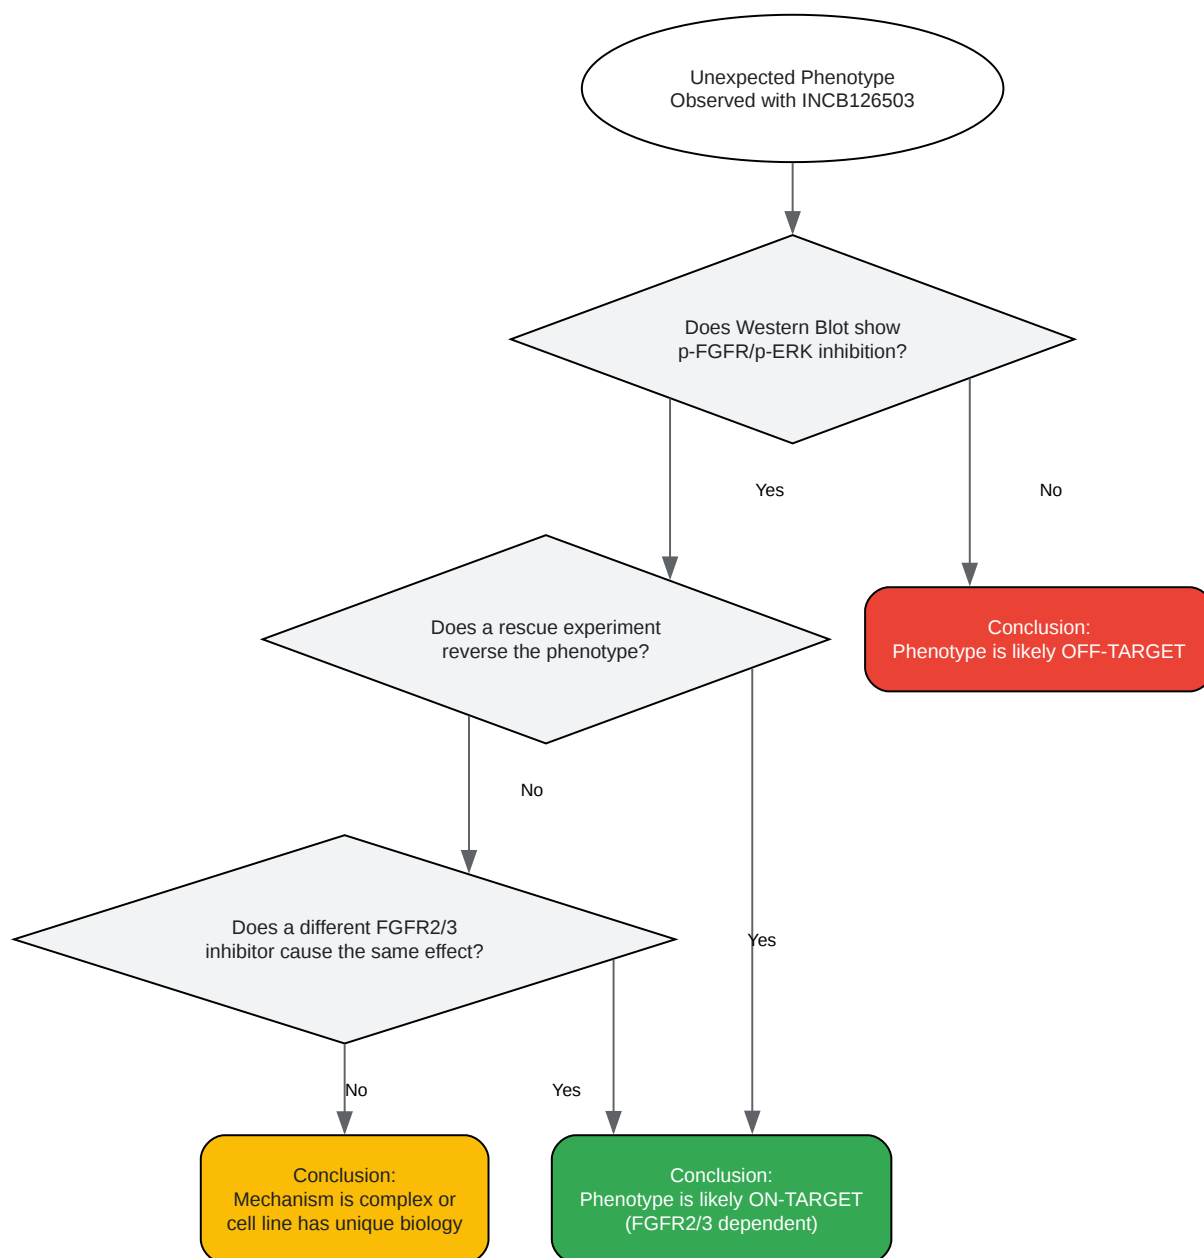 Unexpected Phenotype
Observed with INCB126503
Does Western Blot show
p-FGFR/p-ERK inhibition?
Yes
No
Does a rescue experiment
reverse the phenotype?
Conclusion:
Phenotype is likely OFF-TARGET
No
Does a different FGFR2/3
inhibitor cause the same effect?
Yes
No
Yes
Conclusion:
Mechanism is complex or
cell line has unique biology
Conclusion:
Phenotype is likely ON-TARGET
(FGFR2/3 dependent)